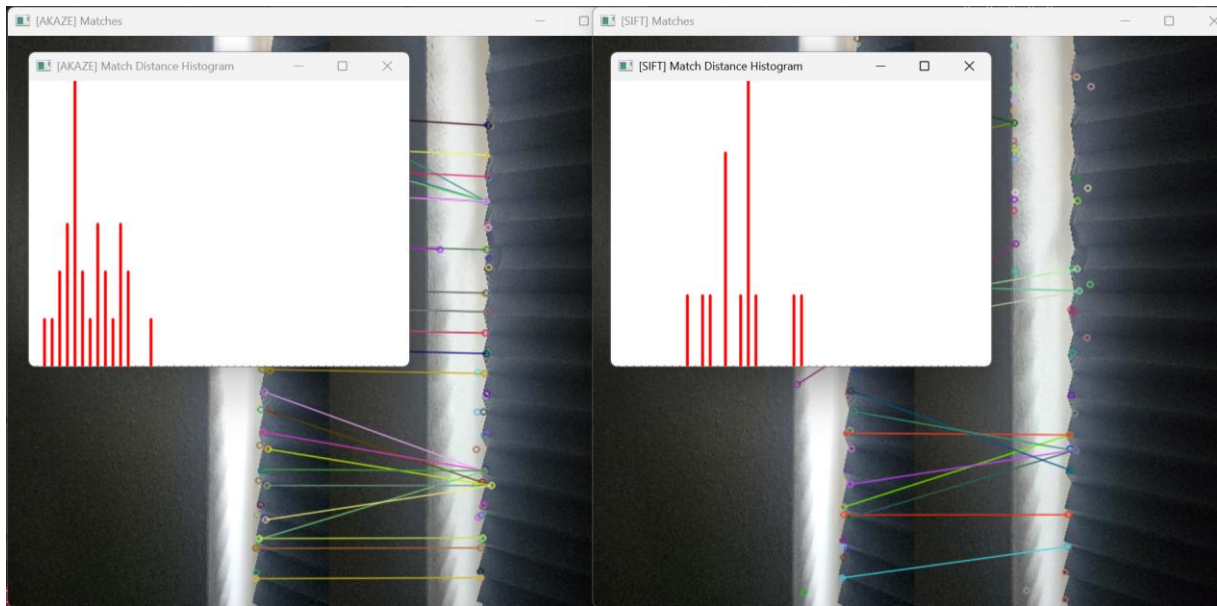 [AKAZE] Matches
[SIFT] Matches
[AKAZE] Match Distance Histogram
[SIFT] Match Distance Histogram